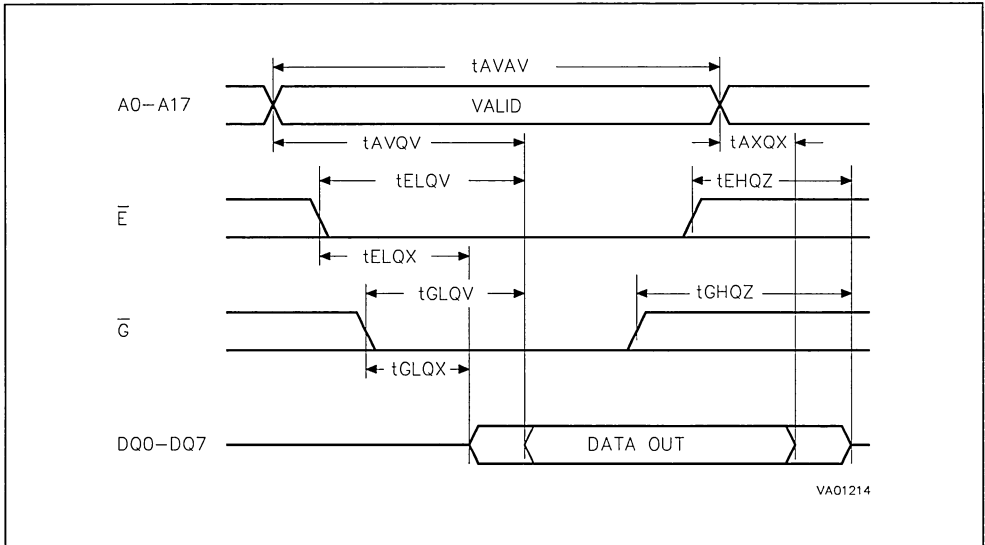 tAVAV
A0-A17
VALID
tAVQV
tAXQX
tELQV
tEHQZ
E̅
tELQX
tGLQV
tGHQZ
G̅
tGLQX
DQ0-DQ7
DATA OUT
VA01214